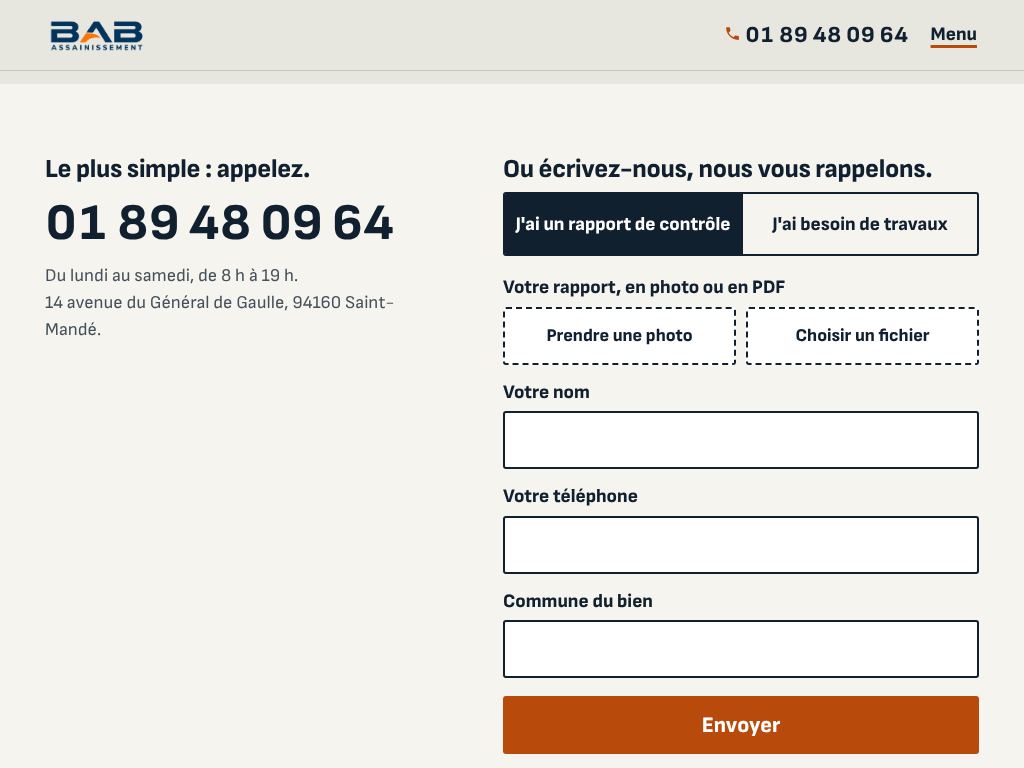 BAB
ASSAINISSEMENT
01 89 48 09 64
Menu
Le plus simple : appelez.
01 89 48 09 64
Du lundi au samedi, de 8 h à 19 h.
14 avenue du Général de Gaulle, 94160 Saint-
Mandé.
Ou écrivez-nous, nous vous rappelons.
J'ai un rapport de contrôle
J'ai besoin de travaux
Votre rapport, en photo ou en PDF
Prendre une photo
Choisir un fichier
Votre nom
Votre téléphone
Commune du bien
Envoyer